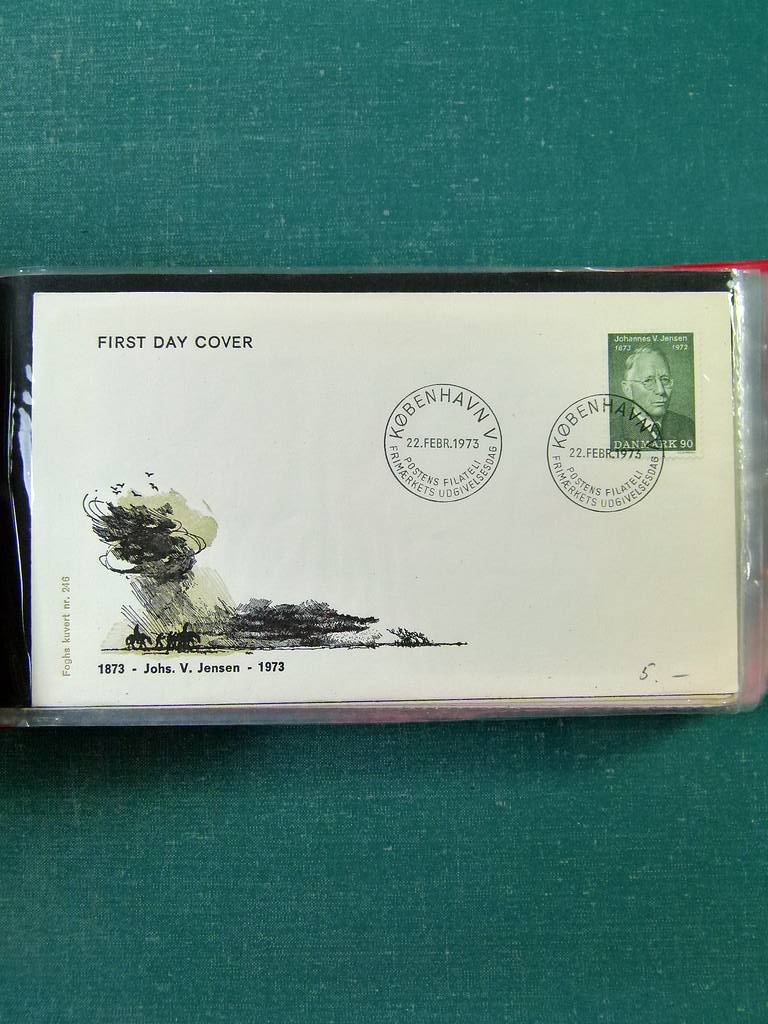 FIRST DAY COVER
Johannes V. Jensen
1873 1973
DANMARK 90
KØBENHAVN V
22.FEBR.1973
POSTENS FILATELI
FRIMÆRKETS UDGIVELSESDAG
KØBENHAVN V
22.FEBR.1973
POSTENS FILATELI
FRIMÆRKETS UDGIVELSESDAG
Foghs kuvert nr. 246
1873 - Johs. V. Jensen - 1973
5. –